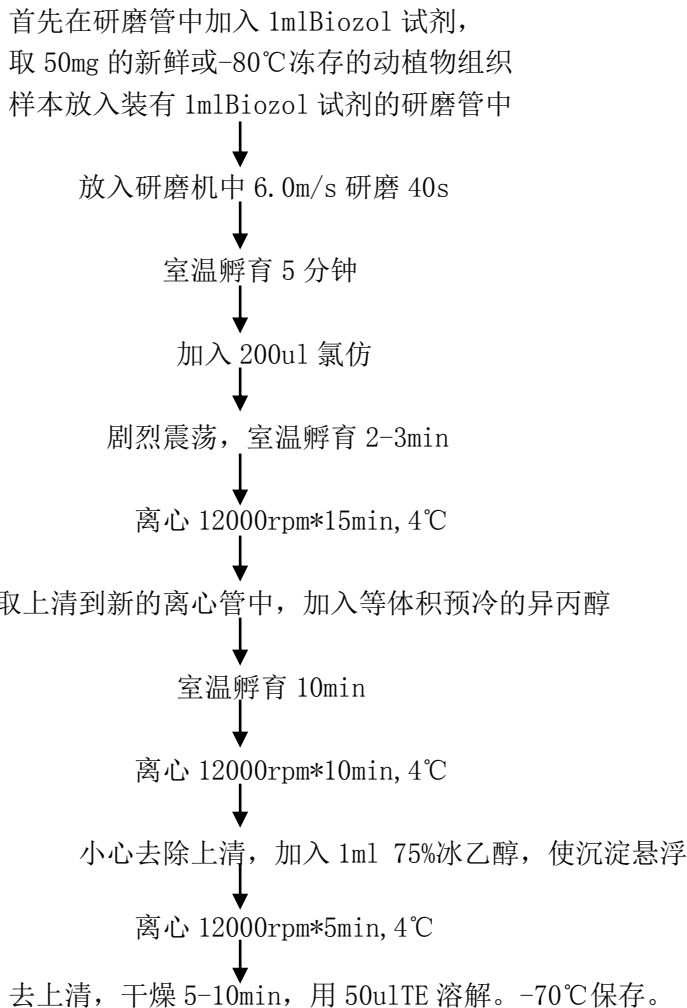 首先在研磨管中加入 1mlBiozol 试剂，
取 50mg 的新鲜或-80℃冻存的动植物组织
样本放入装有 1mlBiozol 试剂的研磨管中
放入研磨机中 6.0m/s 研磨 40s
室温孵育 5 分钟
加入 200ul 氯仿
剧烈震荡，室温孵育 2-3min
离心 12000rpm*15min,4℃
取上清到新的离心管中，加入等体积预冷的异丙醇
室温孵育 10min
离心 12000rpm*10min,4℃
小心去除上清，加入 1ml 75%冰乙醇，使沉淀悬浮
离心 12000rpm*5min,4℃
去上清，干燥 5-10min，用 50ulTE 溶解。-70℃保存。